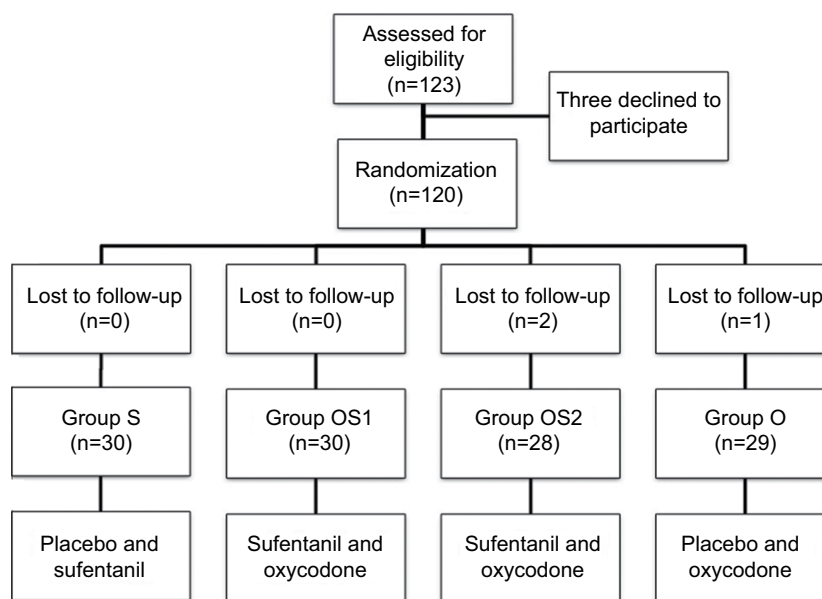 Assessed for
eligibility
(n=123)
Three declined to
participate
Randomization
(n=120)
Lost to follow-up
(n=0)
Lost to follow-up
(n=0)
Lost to follow-up
(n=2)
Lost to follow-up
(n=1)
Group S
(n=30)
Group OS1
(n=30)
Group OS2
(n=28)
Group O
(n=29)
Placebo and
sufentanil
Sufentanil and
oxycodone
Sufentanil and
oxycodone
Placebo and
oxycodone